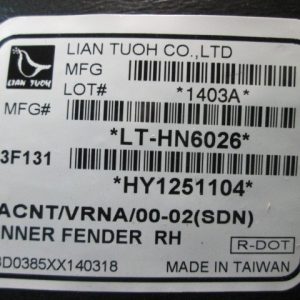 LIAN TUOH CO.,LTD
MFG
LIAN TUOH
LOT#
*1403A*
MFG#
*LT-HN6026*
3F131
*HY1251104*
ACNT/VRNA/00-02(SDN)
NNER FENDER RH
R-DOT
3D0385XX140318
MADE IN TAIWAN